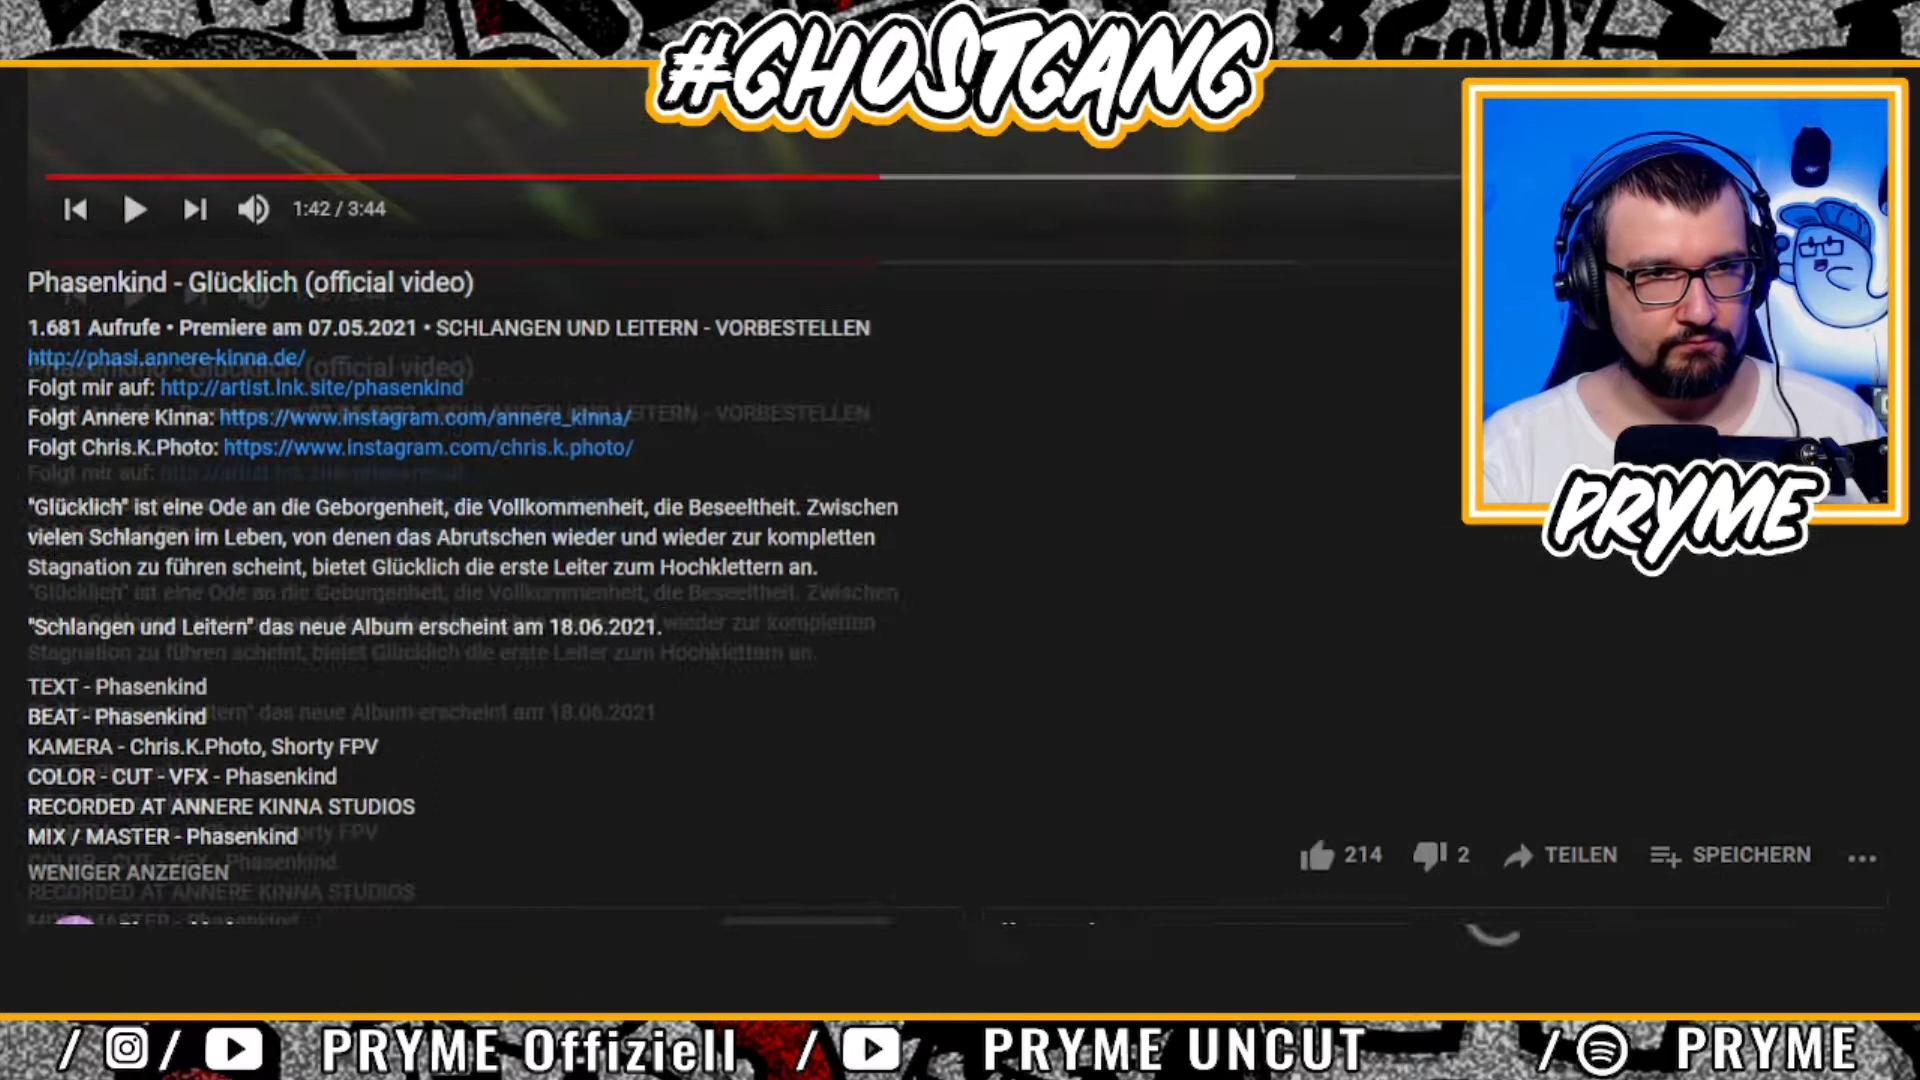 #GHOSTGANG
1:42 / 3:44
Phasenkind - Glücklich (official video)
1.681 Aufrufe • Premiere am 07.05.2021 • SCHLANGEN UND LEITERN - VORBESTELLEN
http://phasi.annere-kinna.de/
Folgt mir auf: http://artist.lnk.site/phasenkind
Folgt Annere Kinna: https://www.instagram.com/annere_kinna/
Folgt Chris.K.Photo: https://www.instagram.com/chris.k.photo/
"Glücklich" ist eine Ode an die Geborgenheit, die Vollkommenheit, die Beseeltheit. Zwischen
vielen Schlangen im Leben, von denen das Abrutschen wieder und wieder zur kompletten
Stagnation zu führen scheint, bietet Glücklich die erste Leiter zum Hochklettern an.
"Schlangen und Leitern" das neue Album erscheint am 18.06.2021.
TEXT - Phasenkind
BEAT - Phasenkind
KAMERA - Chris.K.Photo, Shorty FPV
COLOR - CUT - VFX - Phasenkind
RECORDED AT ANNERE KINNA STUDIOS
MIX / MASTER - Phasenkind
WENIGER ANZEIGEN
214 2 TEILEN SPEICHERN ...
PRYME
/ / PRYME Offiziell / PRYME UNCUT / PRYME